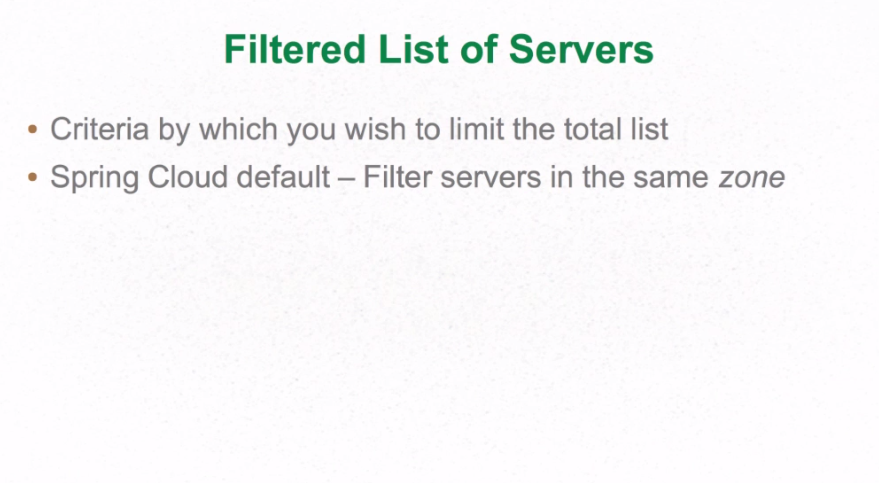 Filtered List of Servers
• Criteria by which you wish to limit the total list
• Spring Cloud default – Filter servers in the same zone